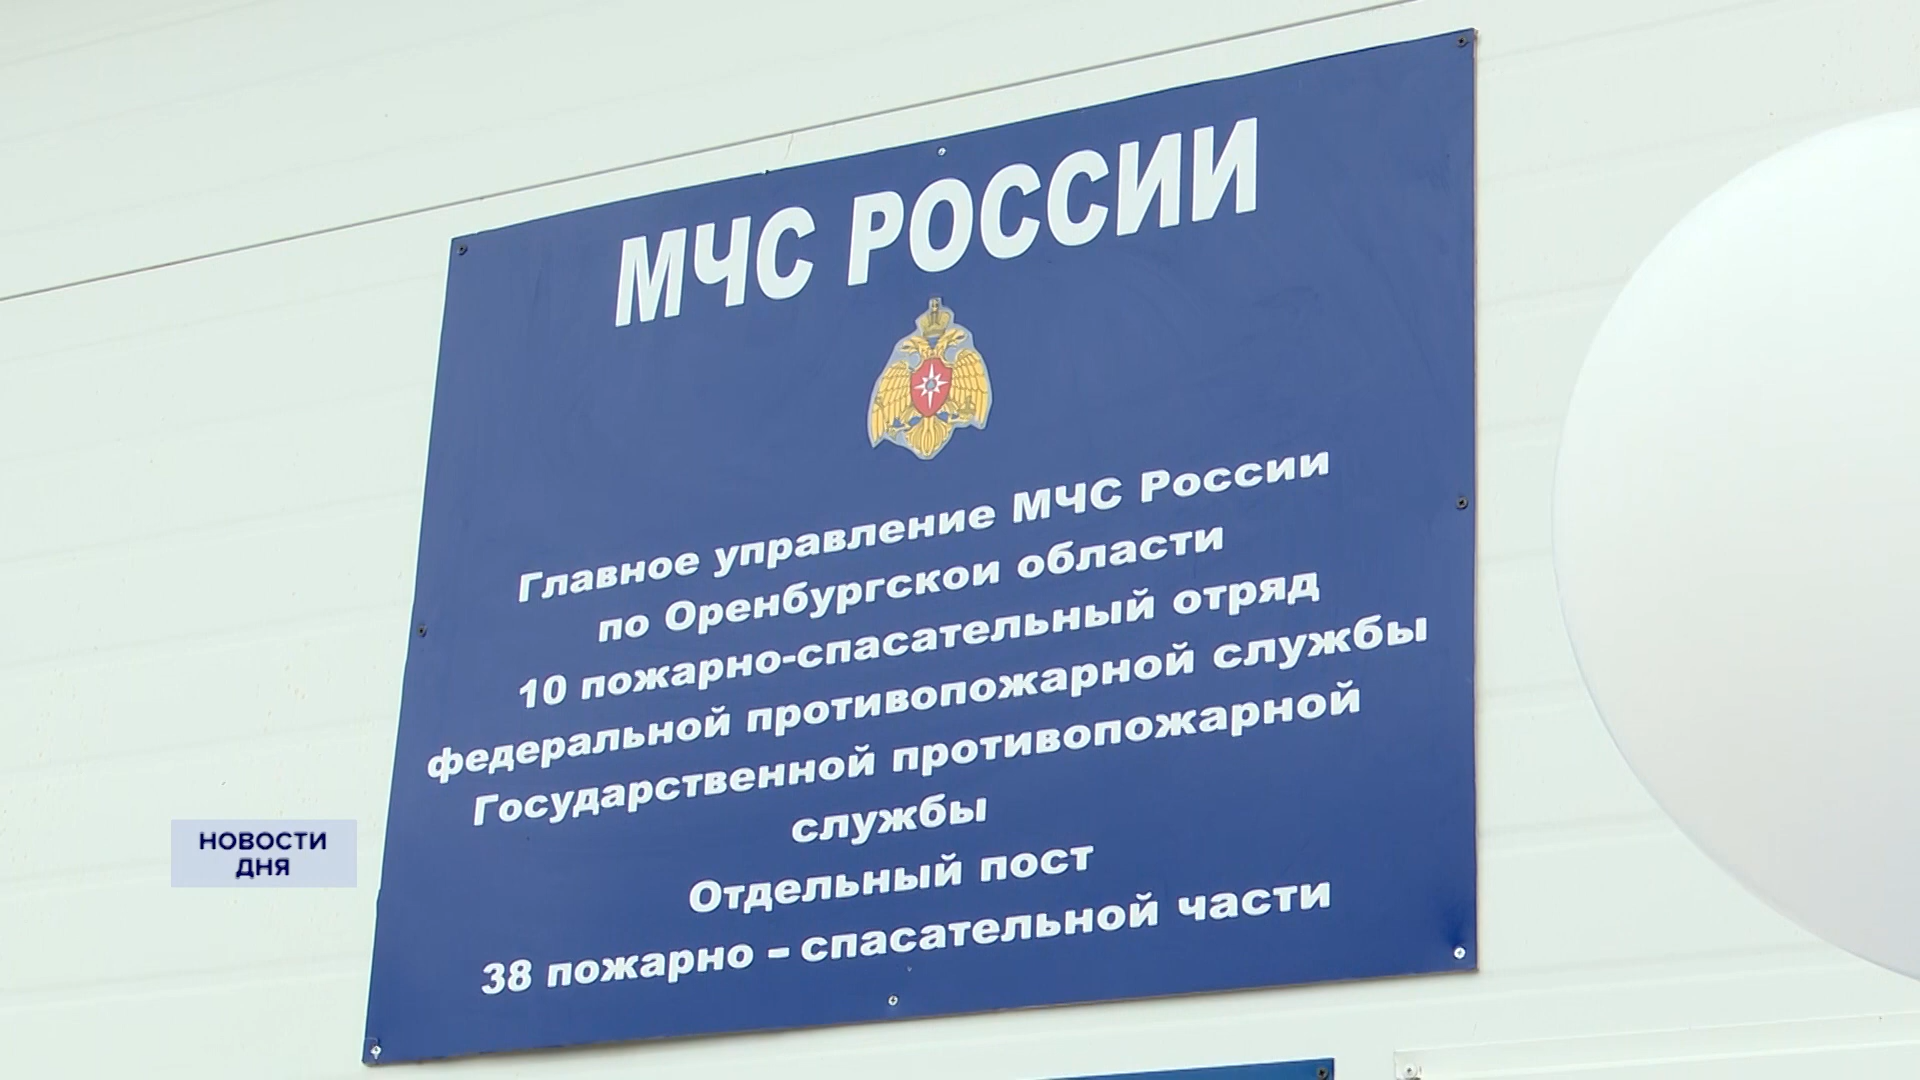 МЧС РОССИИ
Главное управление МЧС России
по Оренбургскои области
10 пожарно-спасательный отряд
федеральной противопожарной службы
Государственной противопожарной
службы
Отдельный пост
38 пожарно - спасательной части
НОВОСТИ
ДНЯ